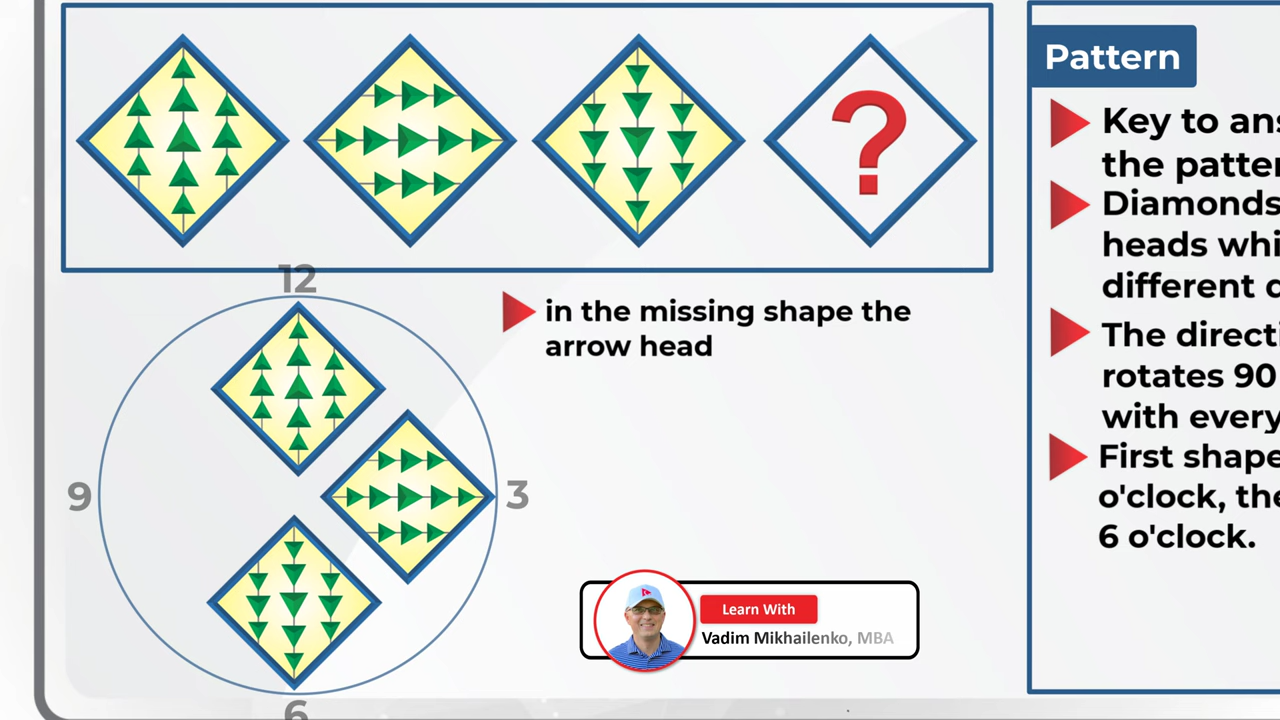 ?
12
9
3
6
in the missing shape the
arrow head
Learn With
Vadim Mikhailenko, MBA
Pattern
Key to ans
the patter
Diamonds
heads whi
different d
The directi
rotates 90
with every
First shape
o'clock, the
6 o'clock.